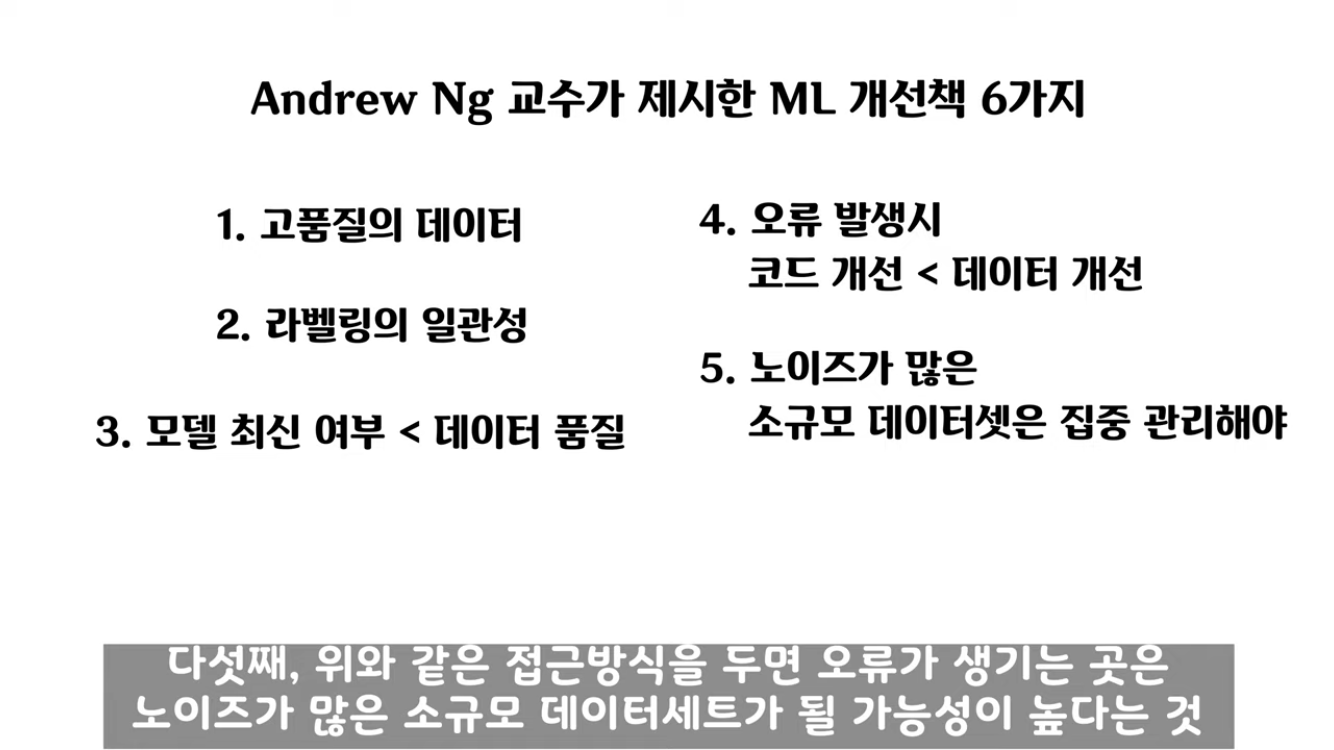 Andrew Ng 교수가 제시한 ML 개선책 6가지
1. 고품질의 데이터
2. 라벨링의 일관성
3. 모델 최신 여부 < 데이터 품질
4. 오류 발생시
코드 개선 < 데이터 개선
5. 노이즈가 많은
소규모 데이터셋은 집중 관리해야
다섯째, 위와 같은 접근방식을 두면 오류가 생기는 곳은
노이즈가 많은 소규모 데이터세트가 될 가능성이 높다는 것